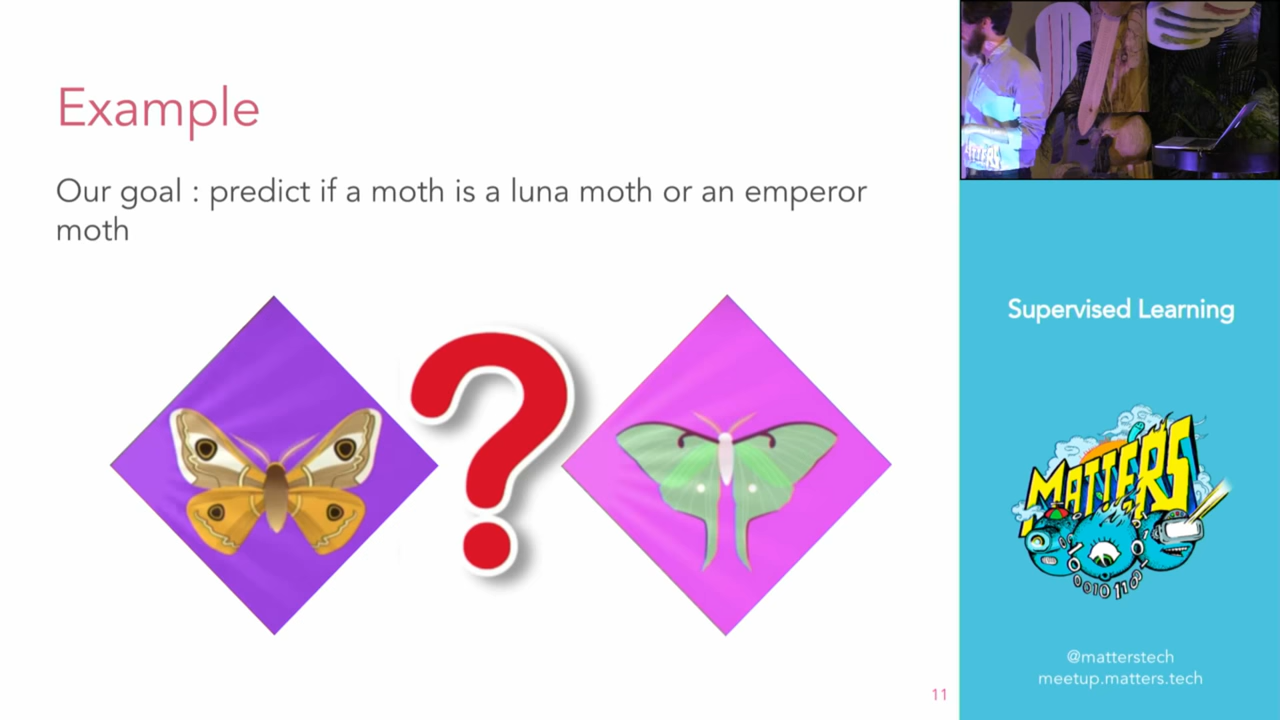 Example
Our goal : predict if a moth is a luna moth or an emperor
moth
11
Supervised Learning
MATTERS
@matterstech
meetup.matters.tech